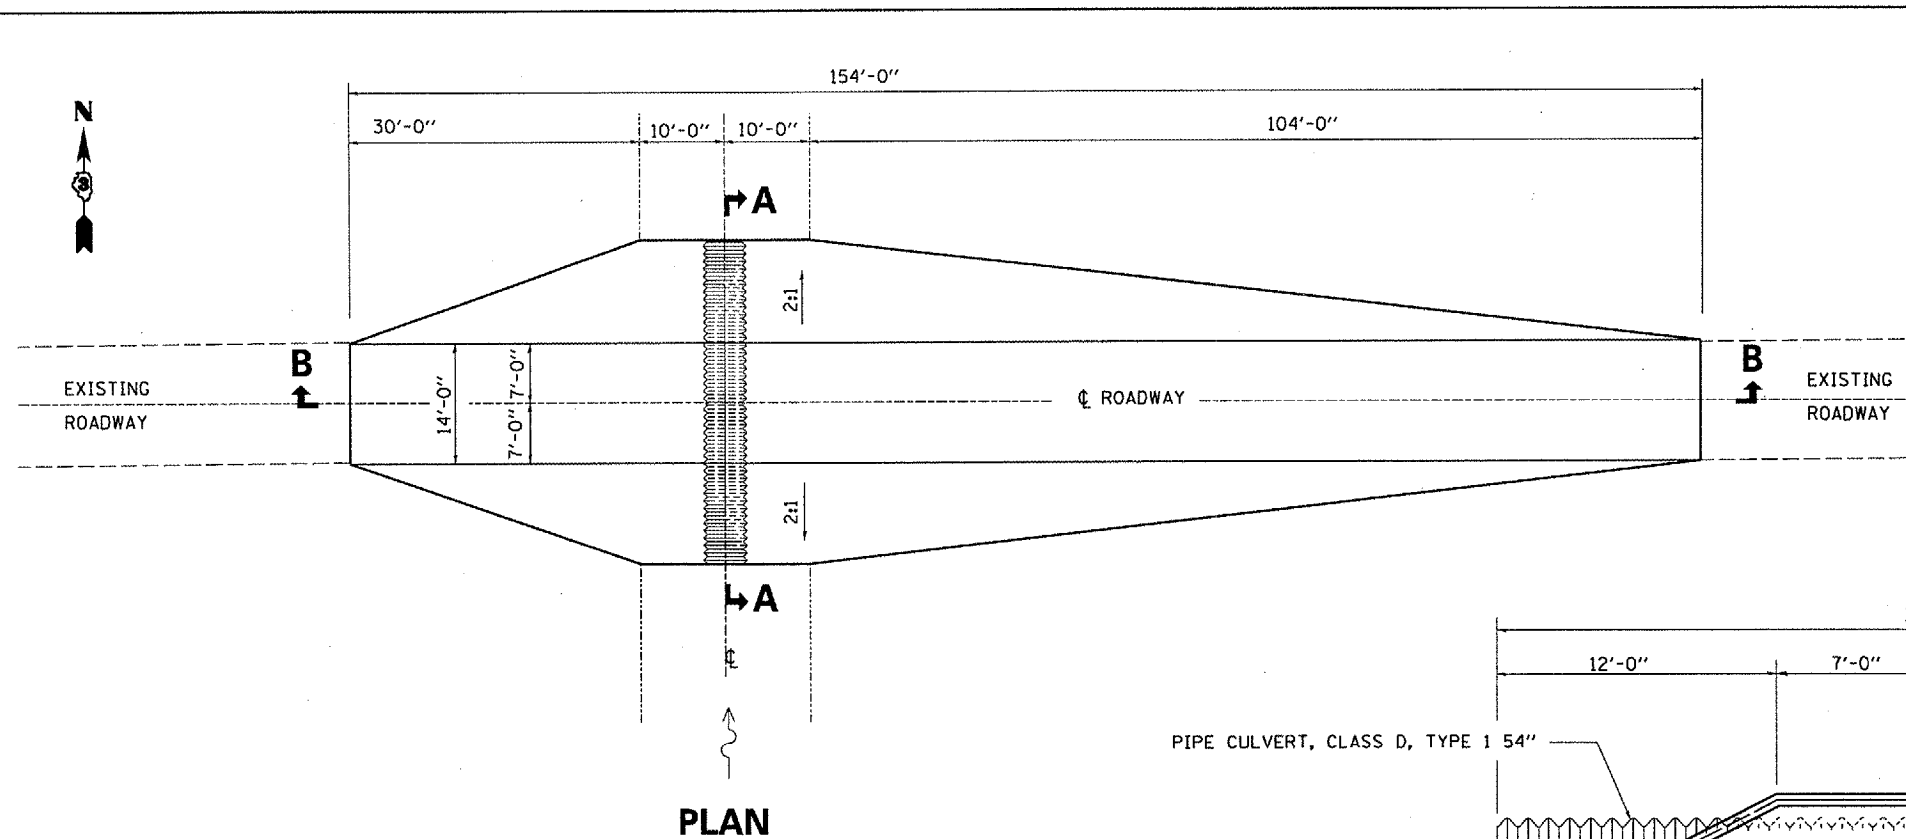 154'-0"
N
30'-0"
10'-0"
10'-0"
104'-0"
3
A
2:1
B
B
EXISTING
ROADWAY
14'-0"
7'-0"
7'-0"
℄ ROADWAY
EXISTING
ROADWAY
2:1
A
℄
12'-0"
7'-0"
PIPE CULVERT, CLASS D, TYPE 1 54"
PLAN